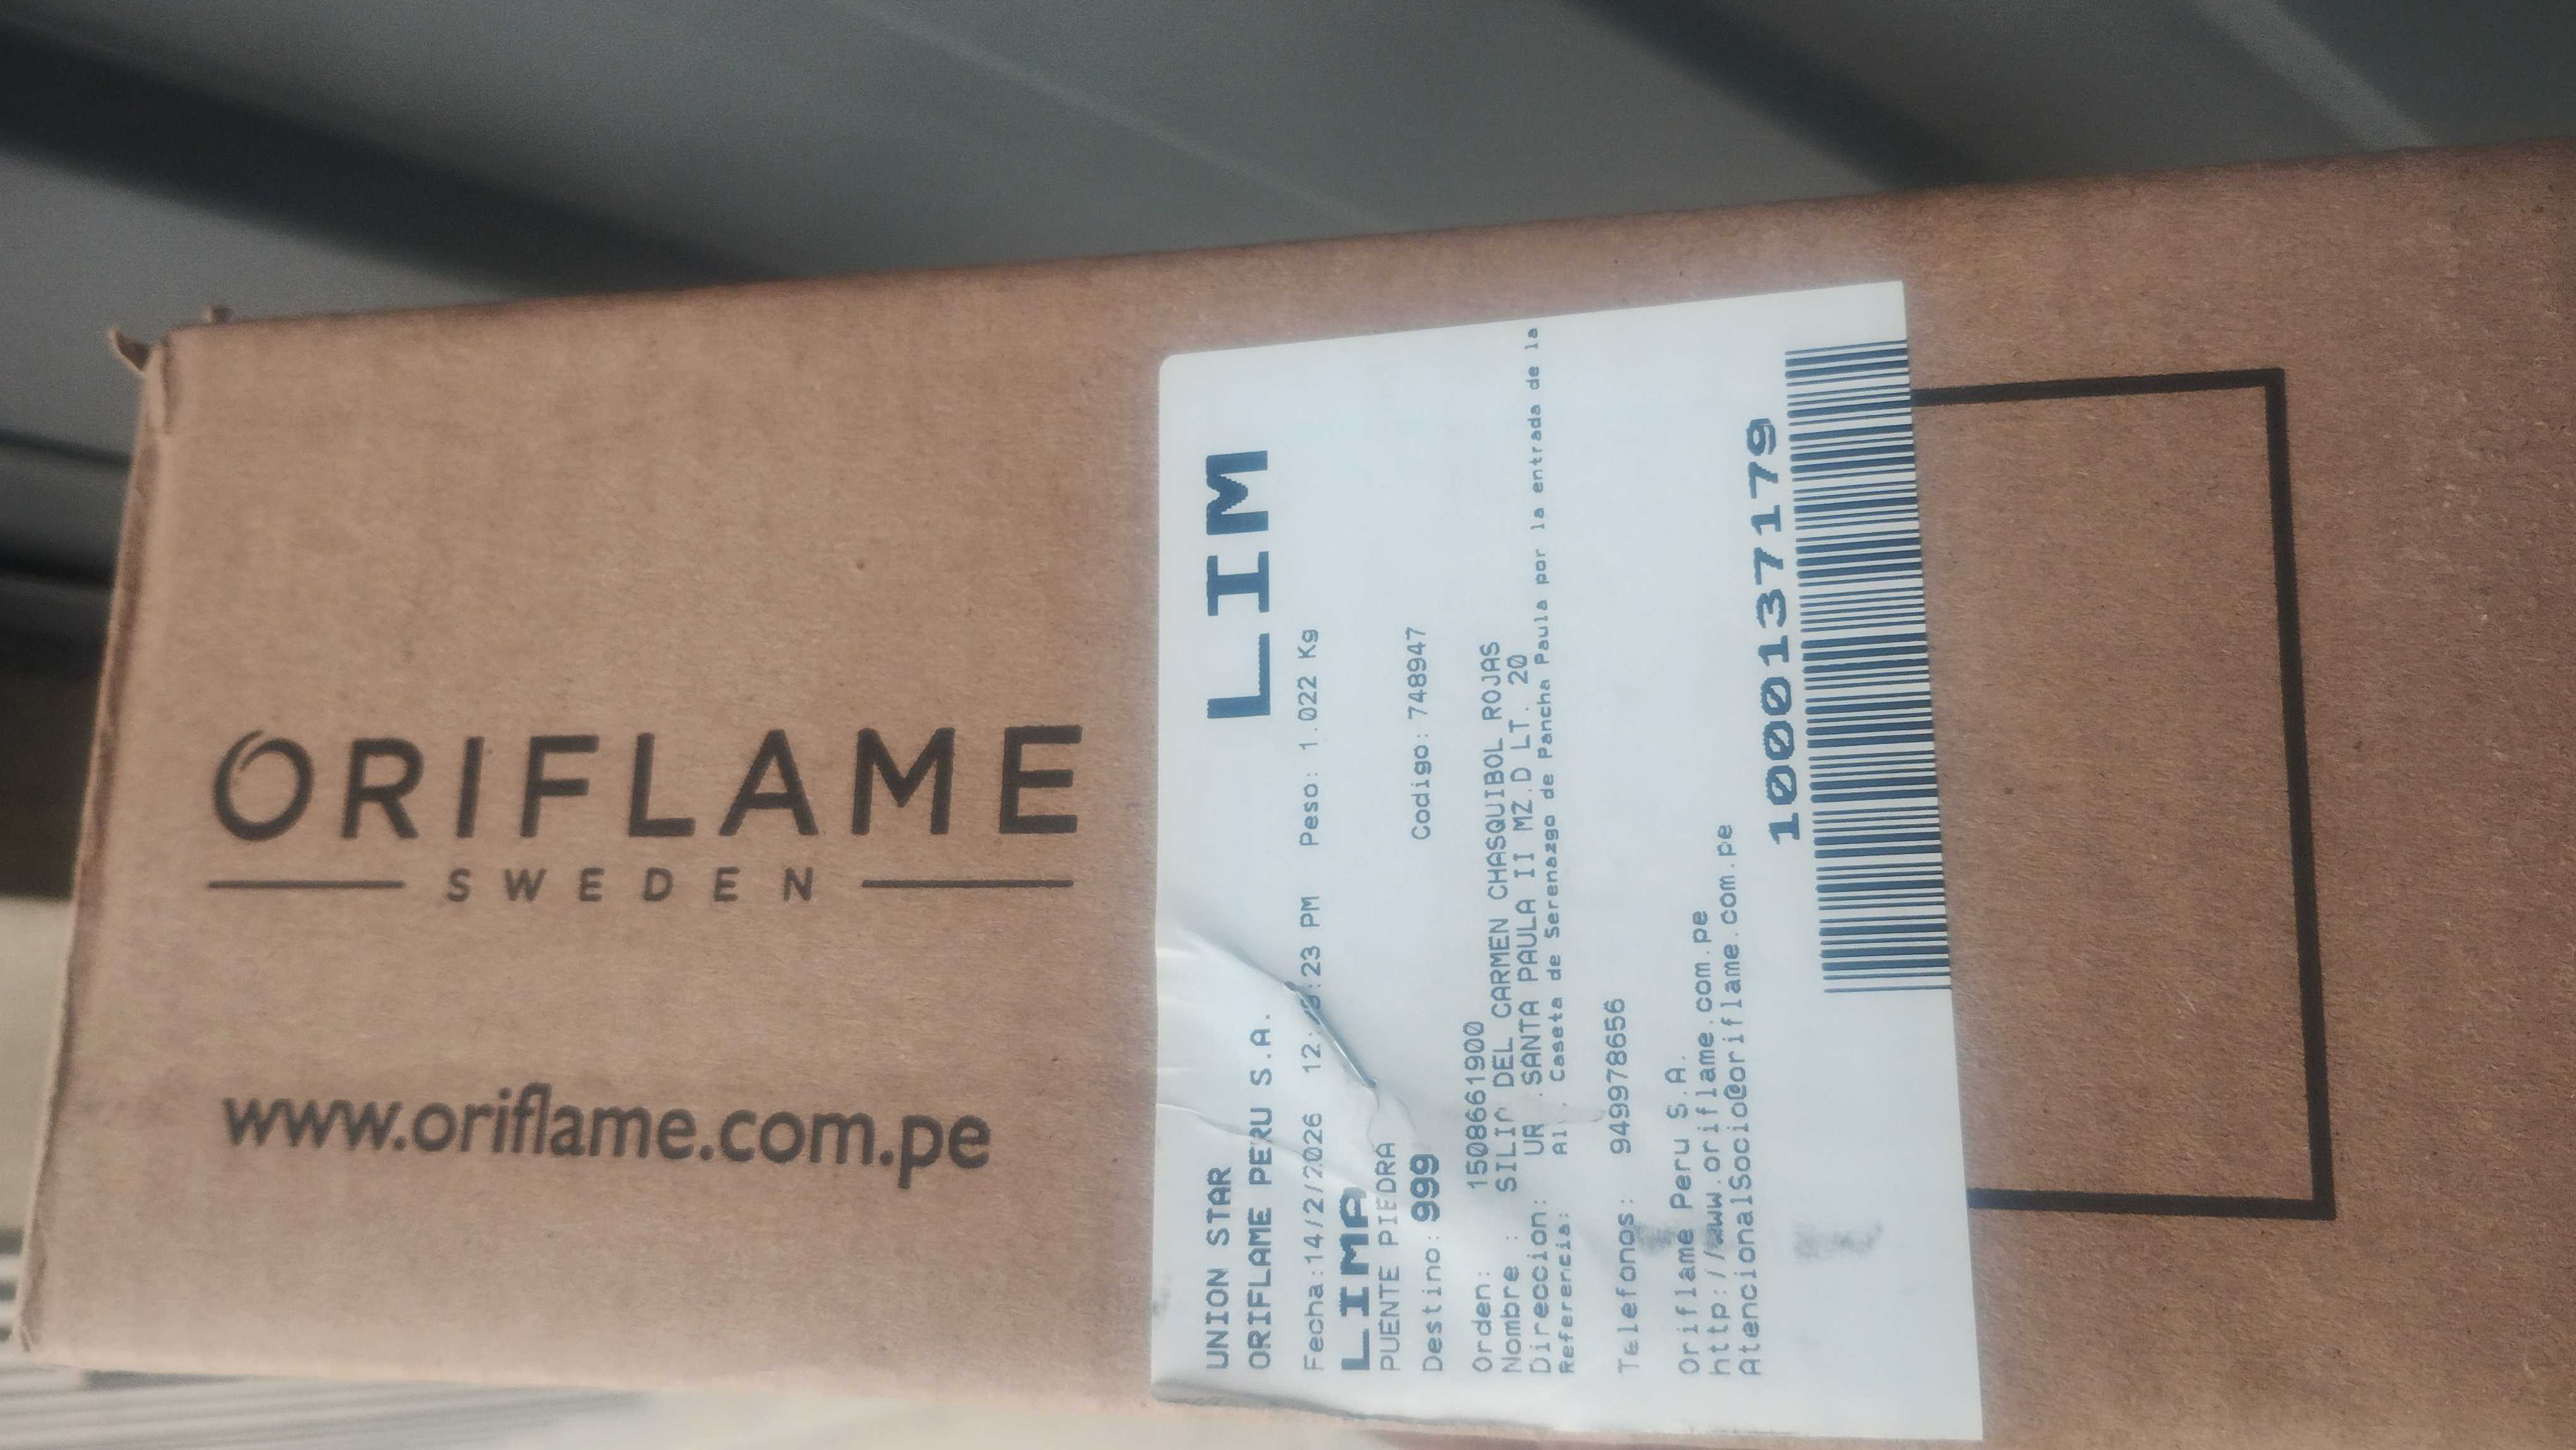 ORIFLAME
SWEDEN
www.oriflame.com.pe
UNION STAR LIM
ORIFLAME PERU S.A.
Fecha:14/2/2026 12: :23 PM Peso: 1.022 Kg
LIMA
PUENTE PIEDRA
Destino: 999 Codigo: 748947
Orden: 15086661900
Nombre : DEL CARMEN CHASQUIBOL ROJAS
Direccion: SANTA PAULA II MZ.D LT. 20
Referencia: Caseta de Serenazgo de Pancha Paula por la entrada de la
Telefonos: 949978656
Oriflame Peru S.A.
http://www.oriflame.com.pe
AtencionalSocio@oriflame.com.pe
1000137179